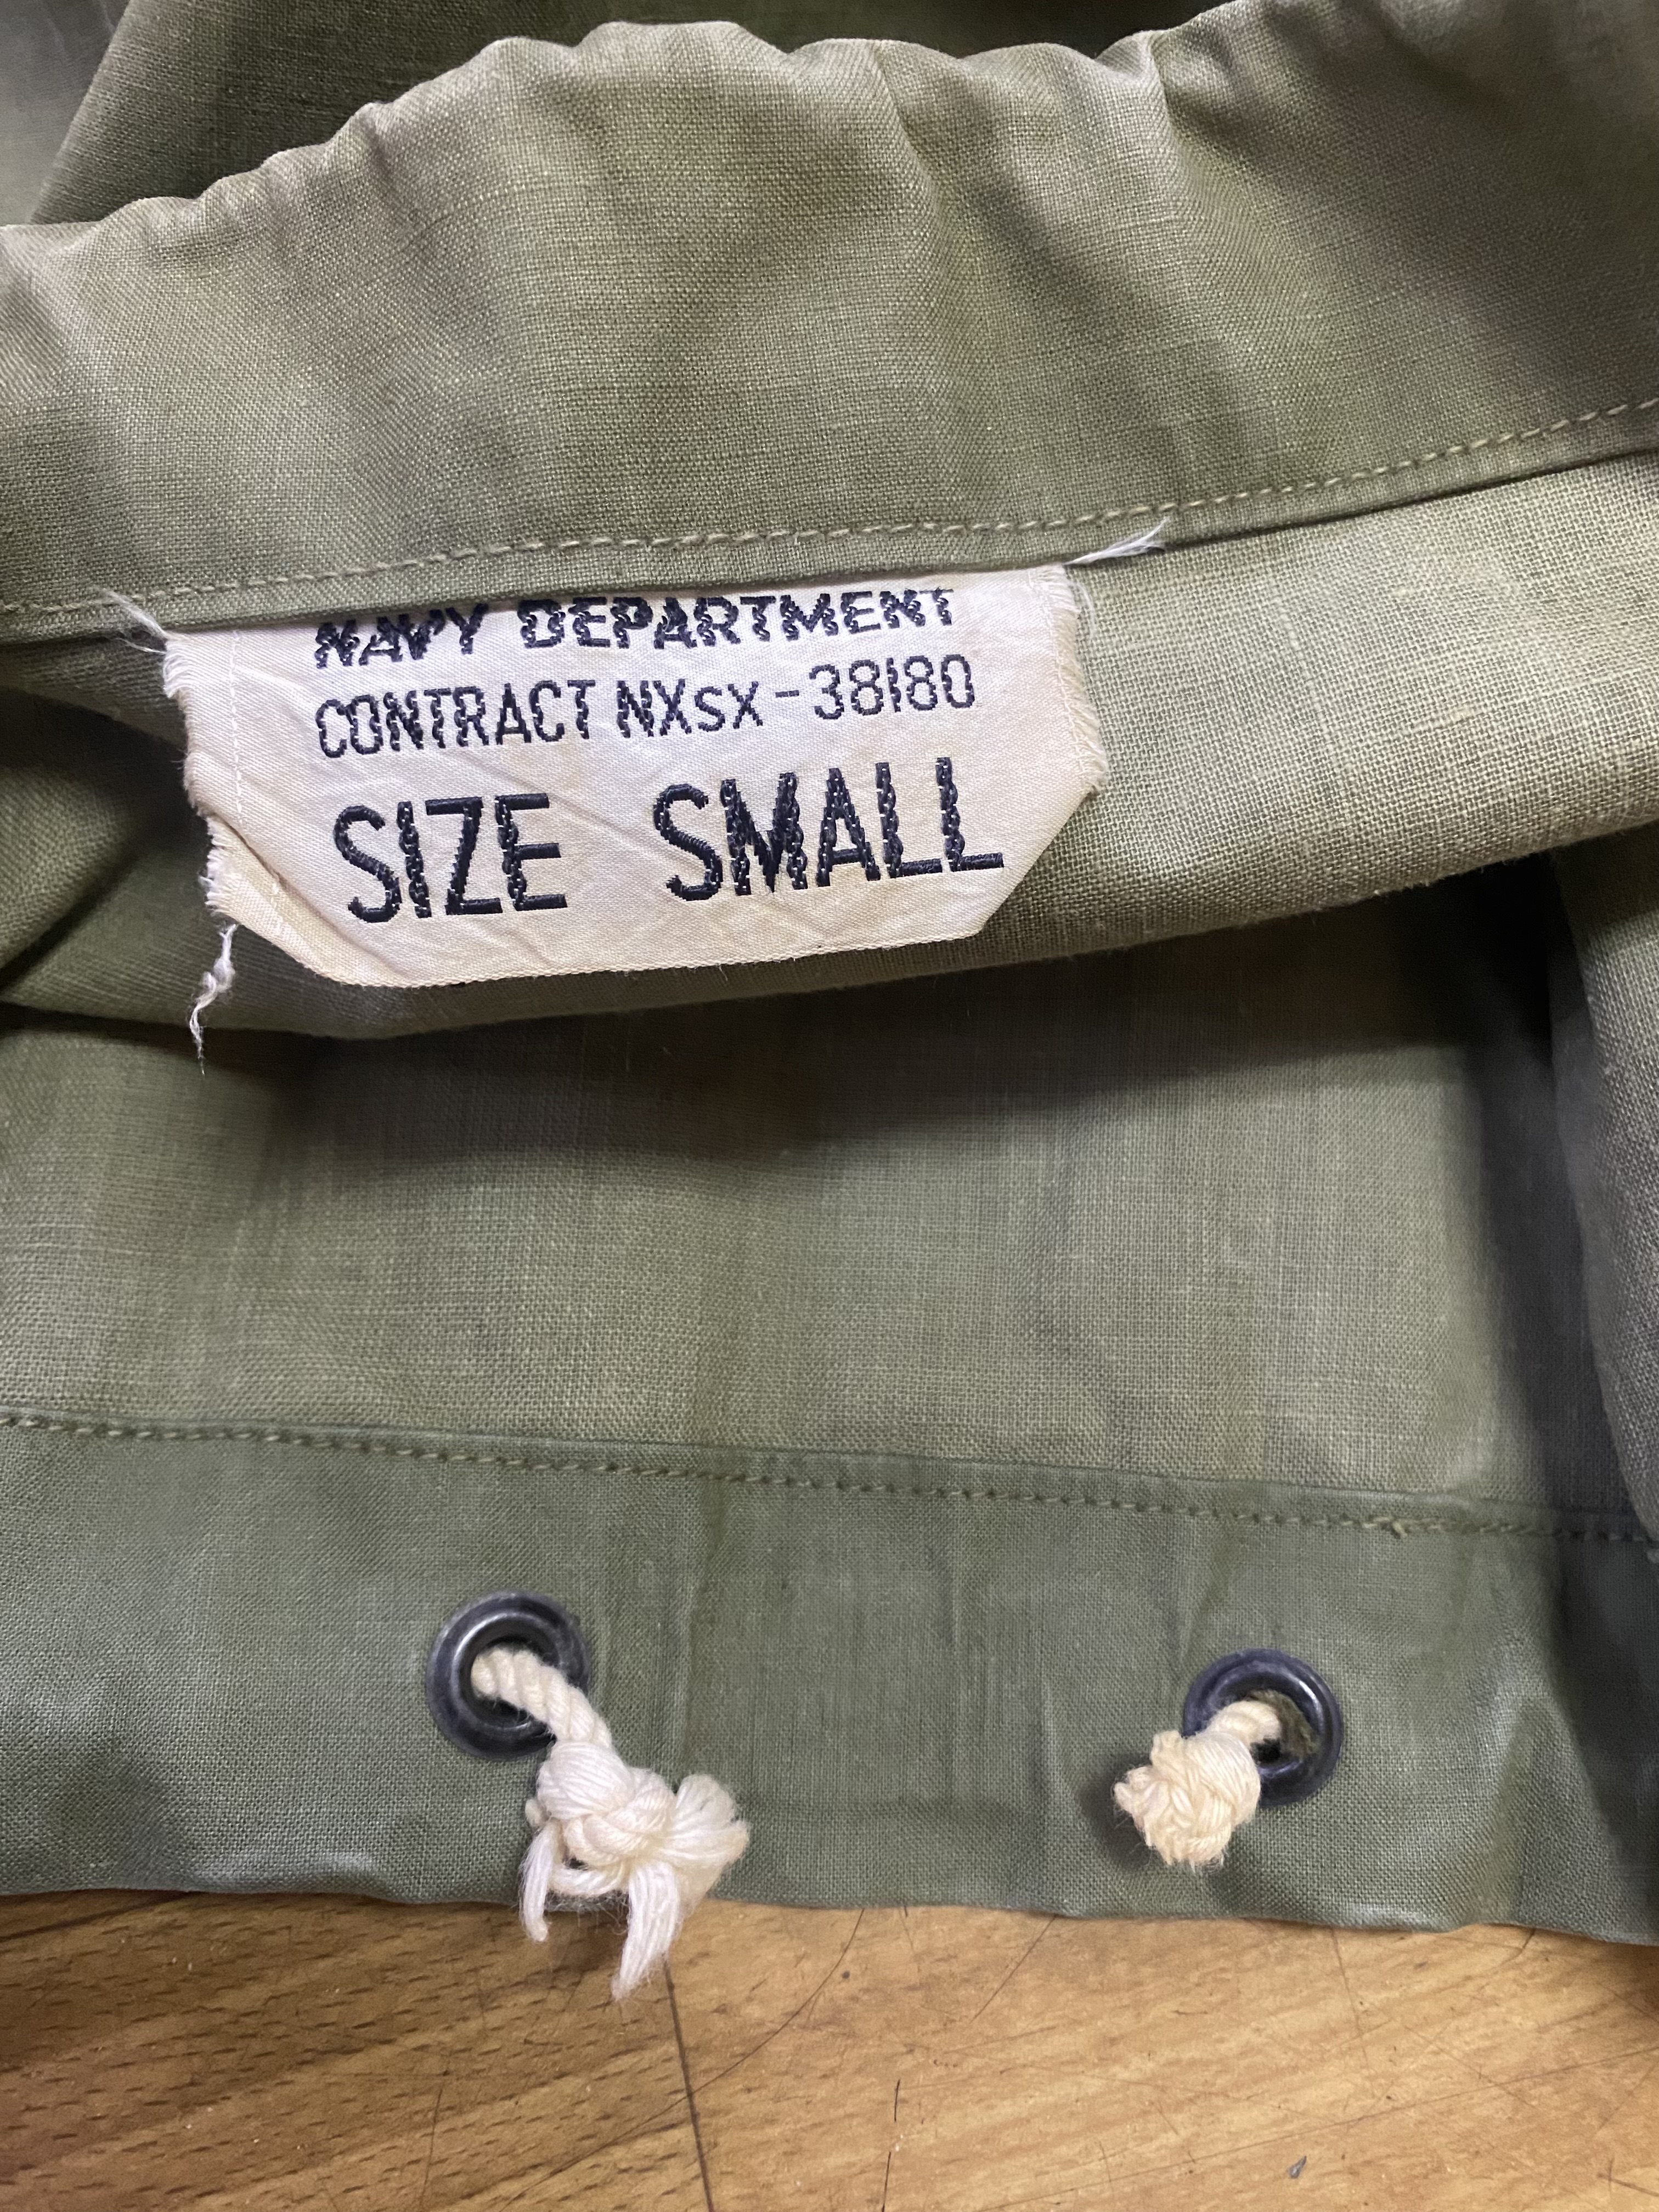 NAVY DEPARTMENT
CONTRACT NXsx-38180
SIZE SMALL